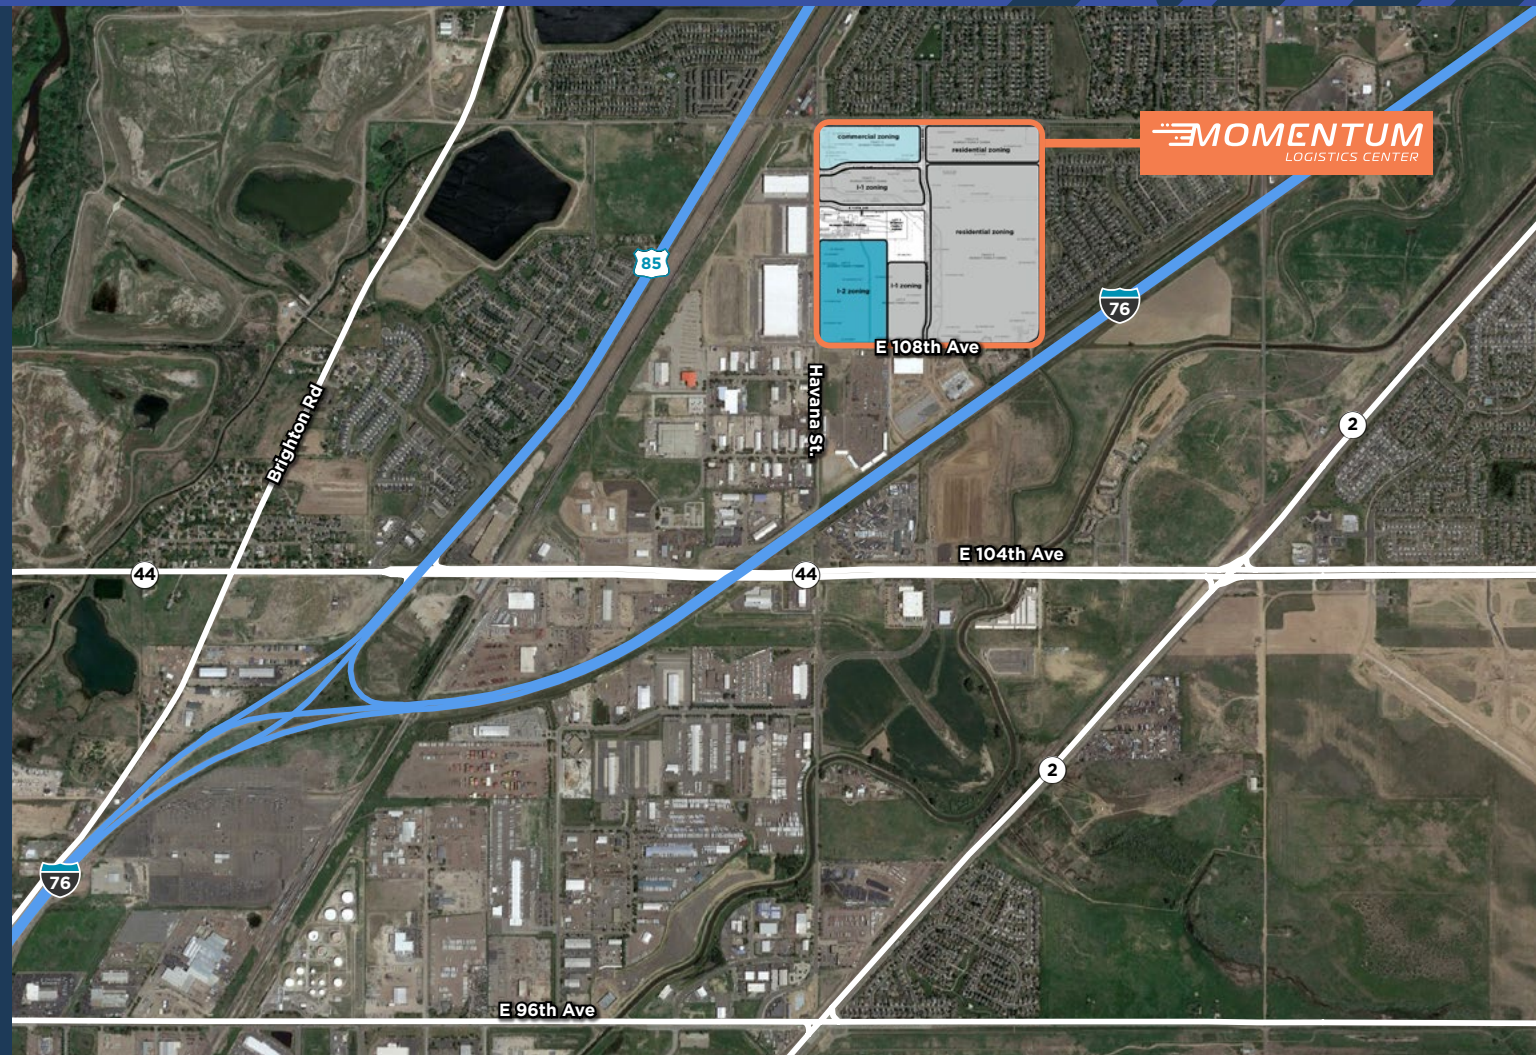 MOMENTUM
LOGISTICS CENTER
commercial zoning
residential zoning
I-1 zoning
residential zoning
85
I-2 zoning
I-1 zoning
76
E 108th Ave
Havana St.
Brighton Rd
2
E 104th Ave
44
44
2
76
E 96th Ave